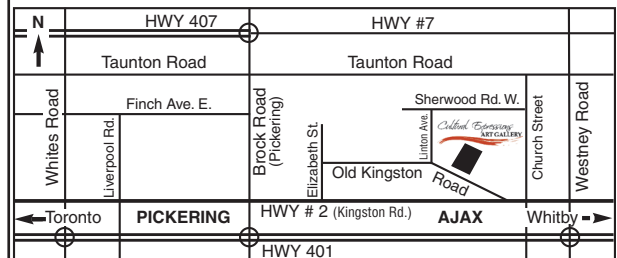 N
HWY 407
HWY #7
Taunton Road
Taunton Road
Whites Road
Finch Ave. E.
Liverpool Rd.
Brock Road
(Pickering)
Elizabeth St.
Sherwood Rd. W.
Linton Ave.
Cultural Expressions
ART GALLERY
Church Street
Westney Road
Old Kingston Road
Toronto
PICKERING
HWY # 2 (Kingston Rd.)
AJAX
Whitby
HWY 401